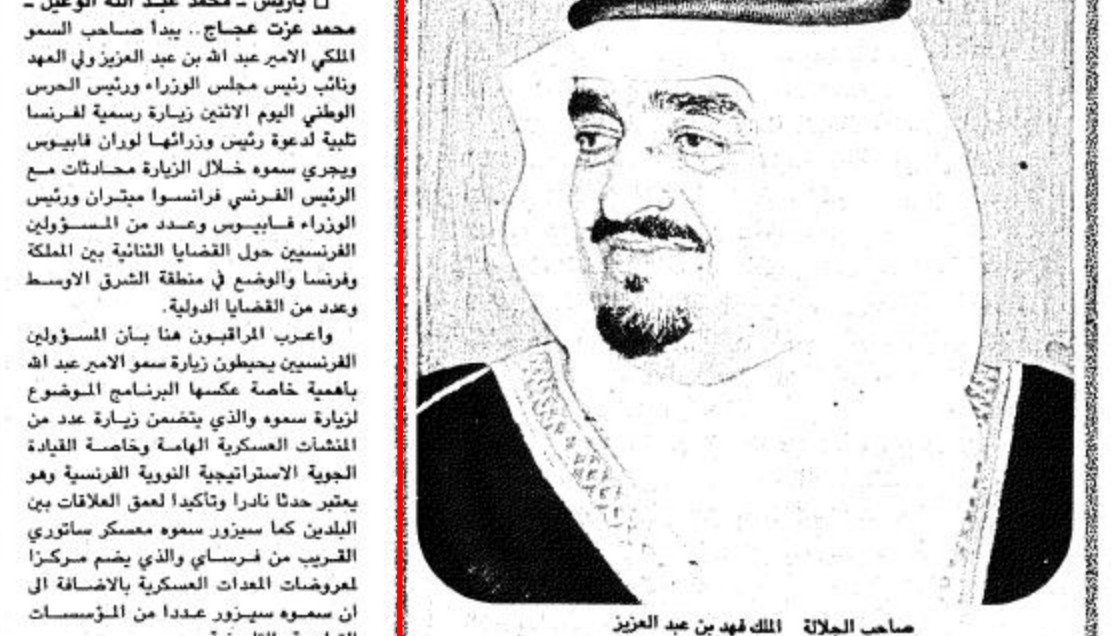 باريس ـ محمد عبد الله الوعيل ـ
محمد عزت عجاج.. يبدأ صاحب السمو
الملكي الامير عبد الله بن عبد العزيز ولي العهد
ونائب رئيس مجلس الوزراء ورئيس الحرس
الوطني اليوم الاثنين زيارة رسمية لفرنسا
تلبية لدعوة رئيس وزرائها لوران فابيوس
ويجري سموه خلال الزيارة محادثات مع
الرئيس الفرنسي فرانسوا ميتران ورئيس
الوزراء فابيوس وعدد من المسؤولين
الفرنسيين حول القضايا الثنائية بين المملكة
وفرنسا والوضع في منطقة الشرق الاوسط
وعدد من القضايا الدولية.
واعرب المراقبون هنا بأن المسؤولين
الفرنسيين يحيطون زيارة سمو الامير عبد الله
باهمية خاصة عكسها البرنامج الموضوع
لزيارة سموه والذي يتضمن زيارة عدد من
المنشآت العسكرية الهامة وخاصة القيادة
الجوية الاستراتيجية النووية الفرنسية وهو
يعتبر حدثا نادرا وتأكيدا لعمق العلاقات بين
البلدين كما سيزور سموه معسكر ساتوري
القريب من فرساي والذي يضم مركزا
لمعروضات المعدات العسكرية بالاضافة الى
ان سموه سيزور عددا من المؤسسات
صاحب الجلالة الملك فهد بن عبد العزيز